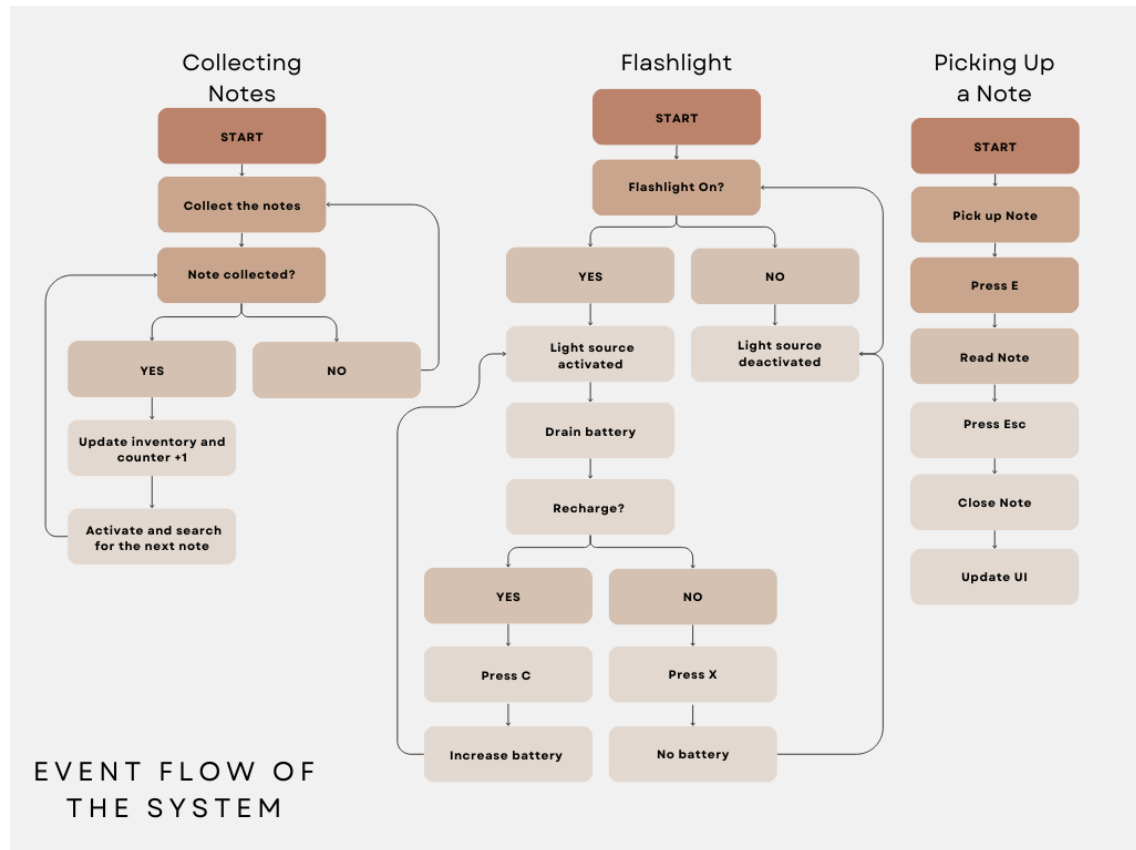 Collecting
Notes
START
Collect the notes
Note collected?
YES
NO
Update inventory and
counter +1
Activate and search
for the next note
Flashlight
START
Flashlight On?
YES
NO
Light source
activated
Light source
deactivated
Drain battery
Recharge?
YES
NO
Press C
Press X
Increase battery
No battery
Picking Up
a Note
START
Pick up Note
Press E
Read Note
Press Esc
Close Note
Update UI
EVENT FLOW OF
THE SYSTEM